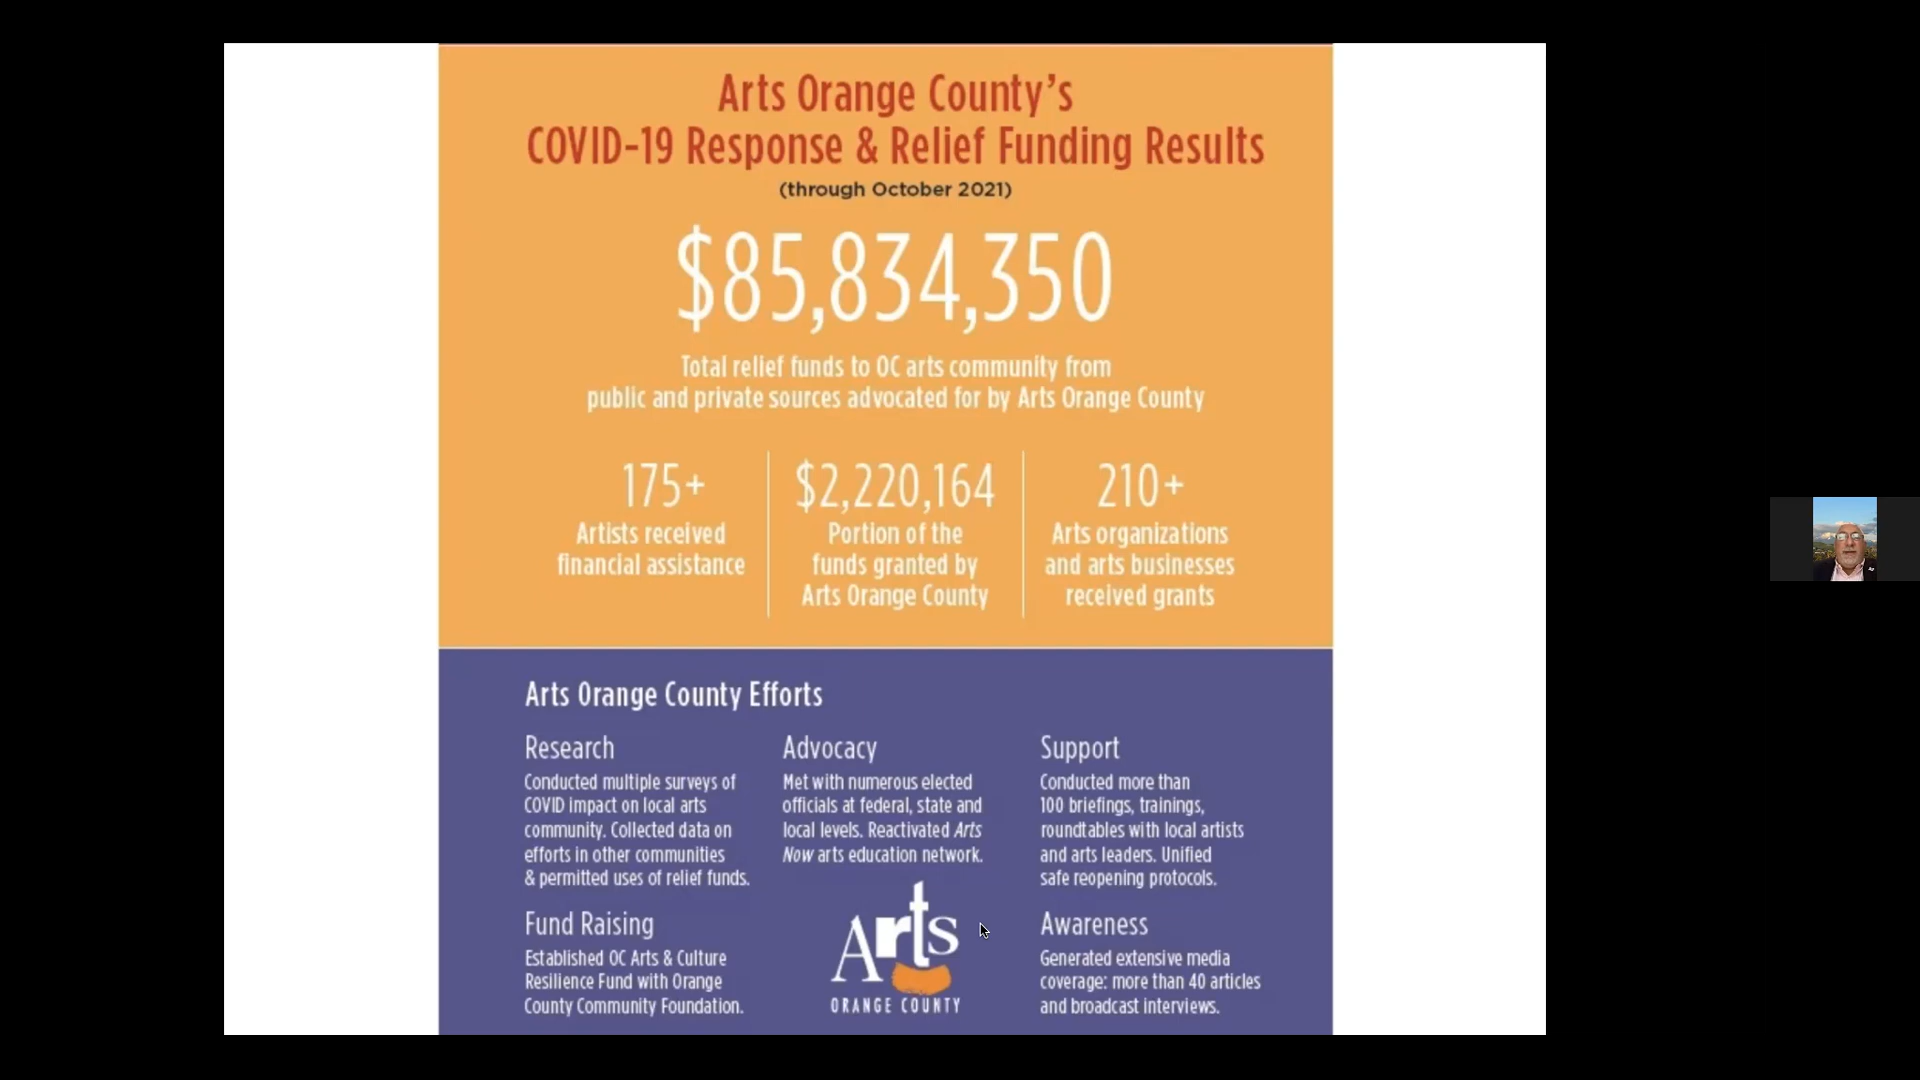 Arts Orange County’s
COVID-19 Response & Relief Funding Results
(through October 2021)
$85,834,350
Total relief funds to OC arts community from
public and private sources advocated for by Arts Orange County
175+
Artists received
financial assistance
$2,220,164
Portion of the
funds granted by
Arts Orange County
210+
Arts organizations
and arts businesses
received grants
Arts Orange County Efforts
Research
Conducted multiple surveys of
COVID impact on local arts
community. Collected data on
efforts in other communities
& permitted uses of relief funds.
Advocacy
Met with numerous elected
officials at federal, state and
local levels. Reactivated Arts
Now arts education network.
Support
Conducted more than
100 briefings, trainings,
roundtables with local artists
and arts leaders. Unified
safe reopening protocols.
Fund Raising
Established OC Arts & Culture
Resilience Fund with Orange
County Community Foundation.
Arts
ORANGE COUNTY
Awareness
Generated extensive media
coverage: more than 40 articles
and broadcast interviews.